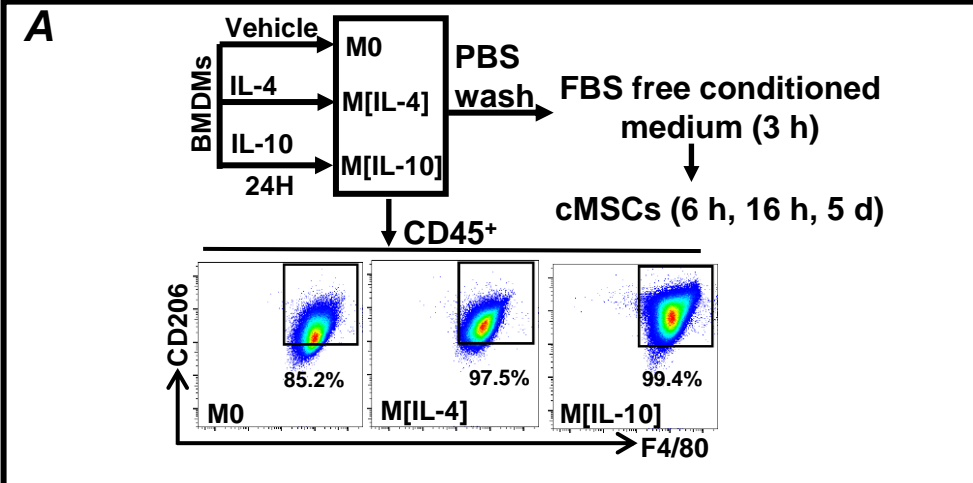 A
Vehicle
BMDMs
IL-4
IL-10
24H
M0
M[IL-4]
M[IL-10]
PBS
wash
FBS free conditioned
medium (3 h)
cMSCs (6 h, 16 h, 5 d)
CD45⁺
CD206
85.2%
97.5%
99.4%
M0
M[IL-4]
M[IL-10]
F4/80